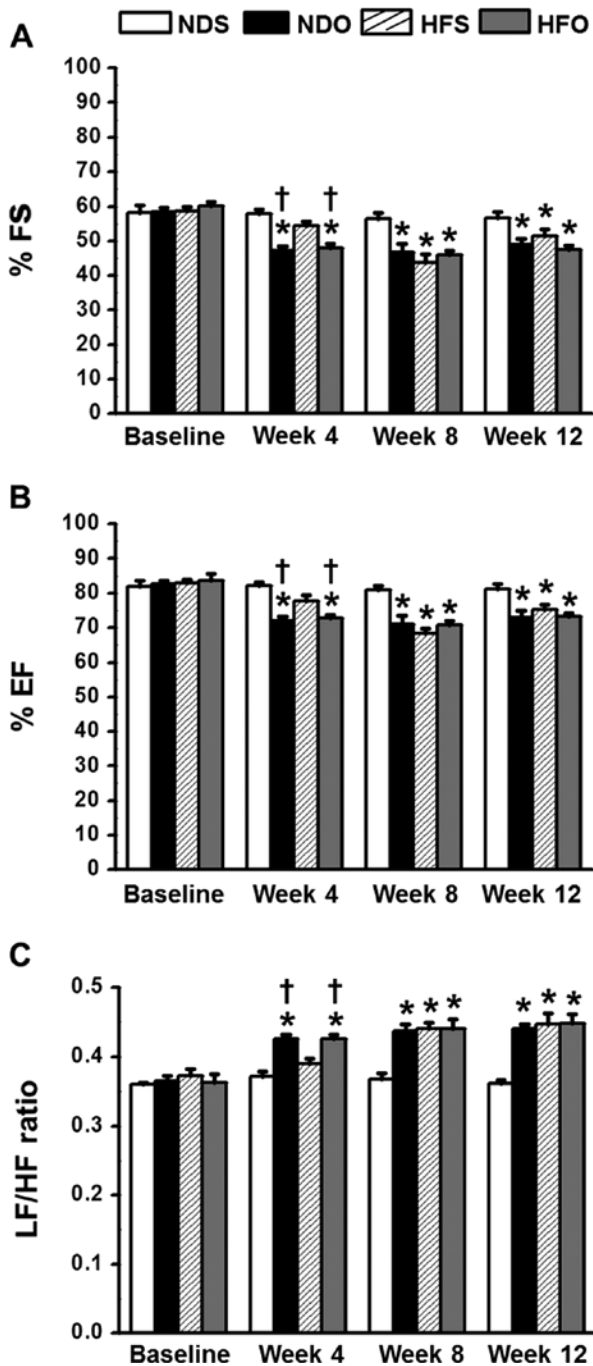 NDS NDO HFS HFO
A
100
90
80
70
60
50
40
30
20
10
0
% FS
† †
* *
* * *
* * *
Baseline Week 4 Week 8 Week 12
B
100
90
80
70
60
50
40
30
20
10
0
% EF
† †
* *
* * *
* * *
Baseline Week 4 Week 8 Week 12
C
0.5
0.4
0.3
0.2
0.1
0.0
LF/HF ratio
† †
* *
* * *
* * *
Baseline Week 4 Week 8 Week 12